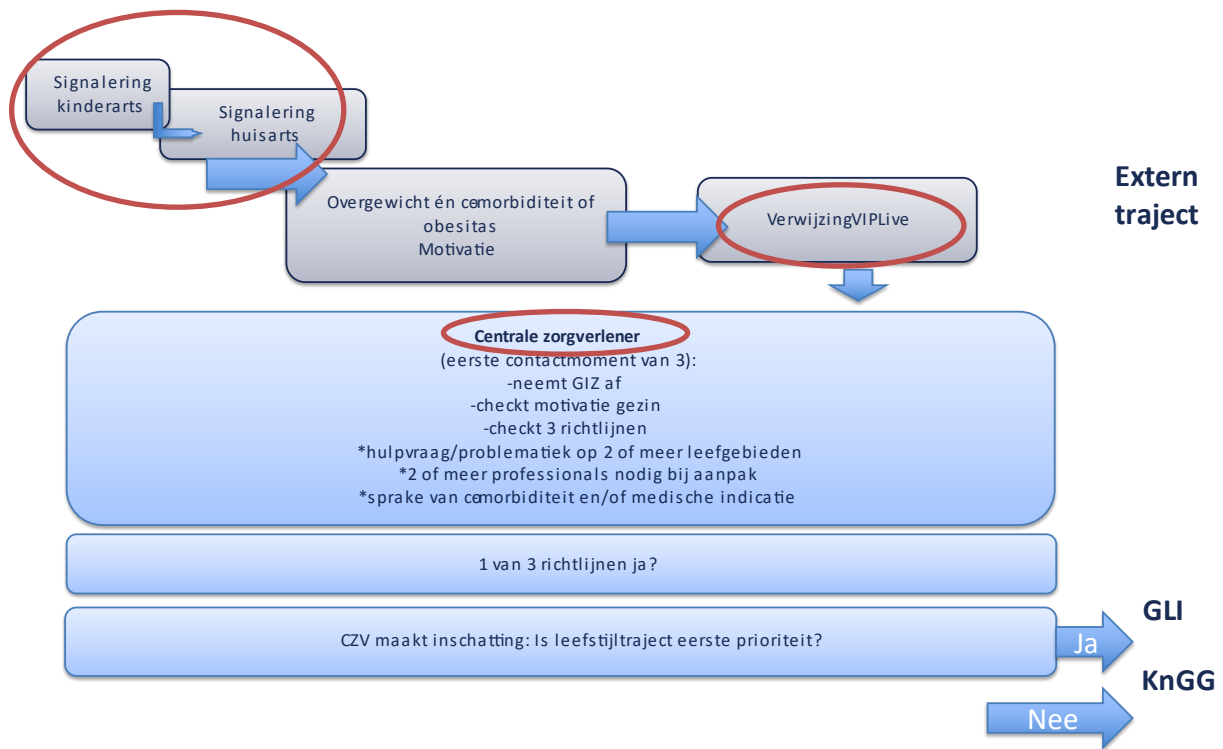 Signalering
kinderarts
Signalering
huisarts
Overgewicht én comorbiditeit of
obesitas
Motivatie
VerwijzingVIPLive
Extern
traject
Centrale zorgverlener
(eerste contactmoment van 3):
-neemt GIZ af
-checkt motivatie gezin
-checkt 3 richtlijnen
*hulpvraag/problematiek op 2 of meer leefgebieden
*2 of meer professionals nodig bij aanpak
*sprake van comorbiditeit en/of medische indicatie
1 van 3 richtlijnen ja?
CZV maakt inschatting: Is leefstijltraject eerste prioriteit?
GLI
Ja
KnGG
Nee